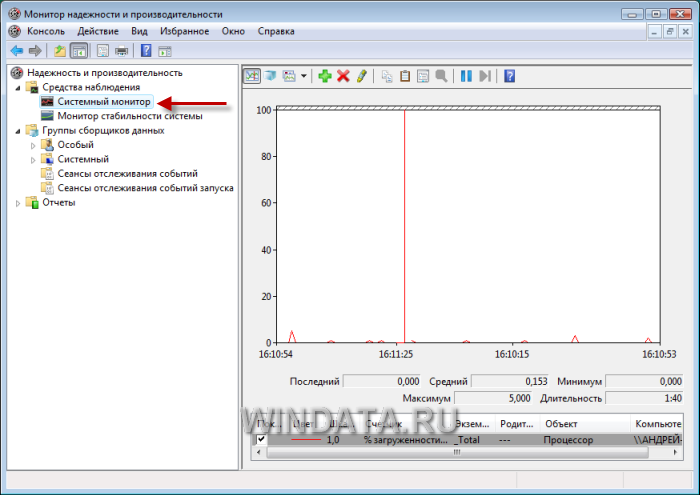 Монитор надежности и производительности
Консоль Действие Вид Избранное Окно Справка
Надежность и производительность
Средства наблюдения
Системный монитор
Монитор стабильности системы
Группы сборщиков данных
Особый
Системный
Сеансы отслеживания событий
Сеансы отслеживания событий запуска
Отчеты
100
80
60
40
20
0
16:10:54 16:11:25 16:10:15 16:10:53
Последний 0,000 Средний 0,153 Минимум 0,000
Максимум 5,000 Длительность 1:40
WINDATA.RU
Пок... Цвет Шка... Счетчик Экзем... Родит... Объект Компьюте
1,0 % загруженности... _Total --- Процессор \\АНДРЕЙ-